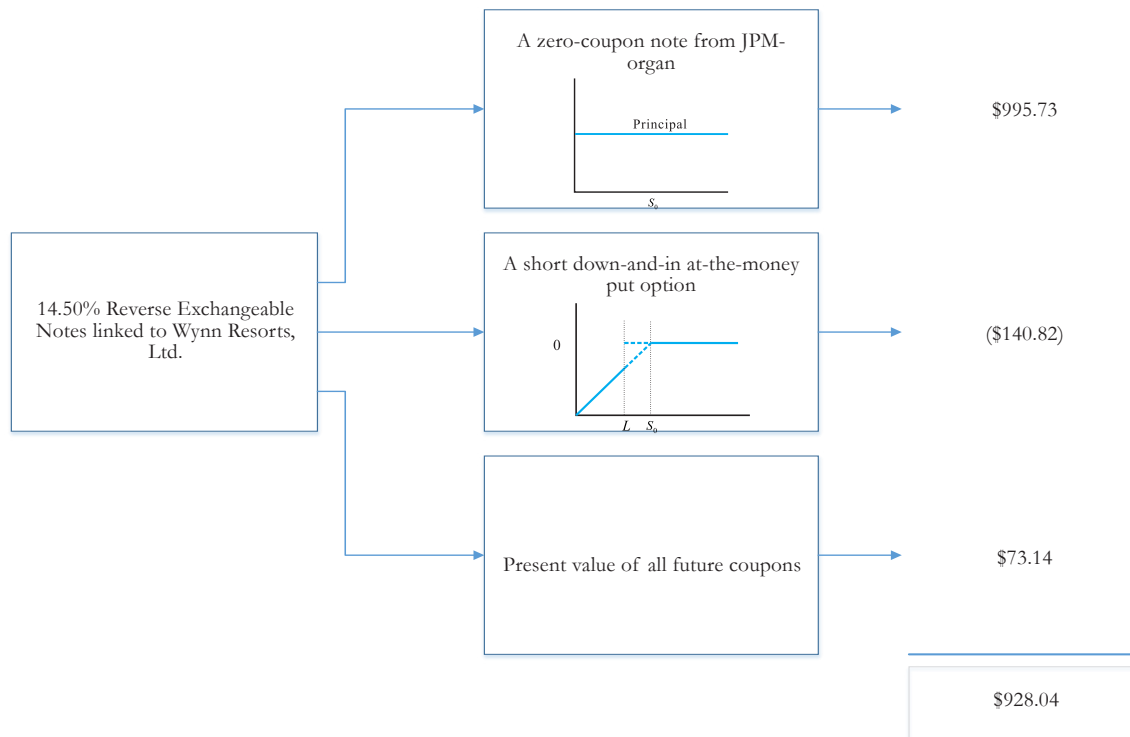 A zero-coupon note from JPM-
organ
Principal
S0
$995.73
14.50% Reverse Exchangeable
Notes linked to Wynn Resorts,
Ltd.
A short down-and-in at-the-money
put option
0
L S0
($140.82)
Present value of all future coupons
$73.14
$928.04